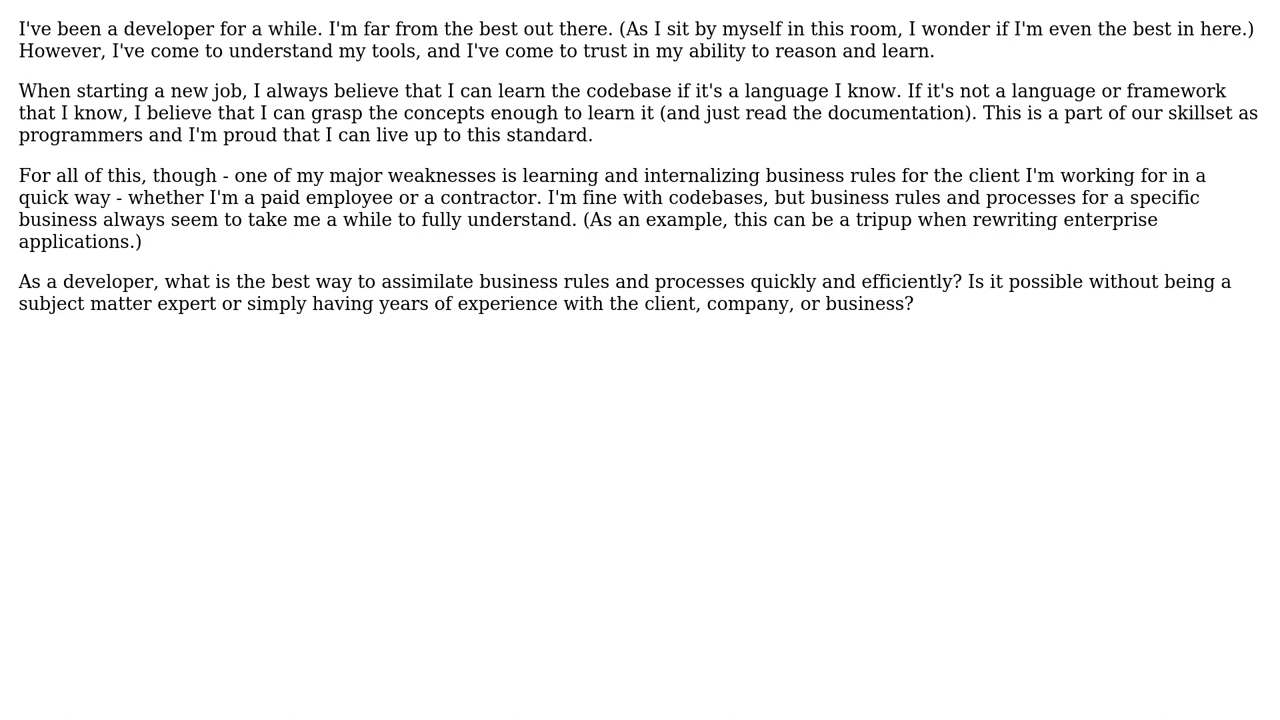 I've been a developer for a while. I'm far from the best out there. (As I sit by myself in this room, I wonder if I'm even the best in here.)
However, I've come to understand my tools, and I've come to trust in my ability to reason and learn.
When starting a new job, I always believe that I can learn the codebase if it's a language I know. If it's not a language or framework
that I know, I believe that I can grasp the concepts enough to learn it (and just read the documentation). This is a part of our skillset as
programmers and I'm proud that I can live up to this standard.
For all of this, though - one of my major weaknesses is learning and internalizing business rules for the client I'm working for in a
quick way - whether I'm a paid employee or a contractor. I'm fine with codebases, but business rules and processes for a specific
business always seem to take me a while to fully understand. (As an example, this can be a tripup when rewriting enterprise
applications.)
As a developer, what is the best way to assimilate business rules and processes quickly and efficiently? Is it possible without being a
subject matter expert or simply having years of experience with the client, company, or business?